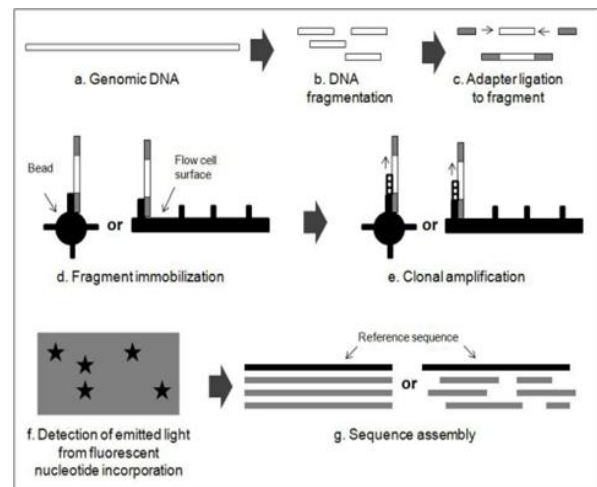 a. Genomic DNA
b. DNA
fragmentation
c. Adapter ligation
to fragment
Bead
Flow cell
surface
or
d. Fragment immobilization
or
e. Clonal amplification
Reference sequence
or
f. Detection of emitted light
from fluorescent
nucleotide incorporation
g. Sequence assembly